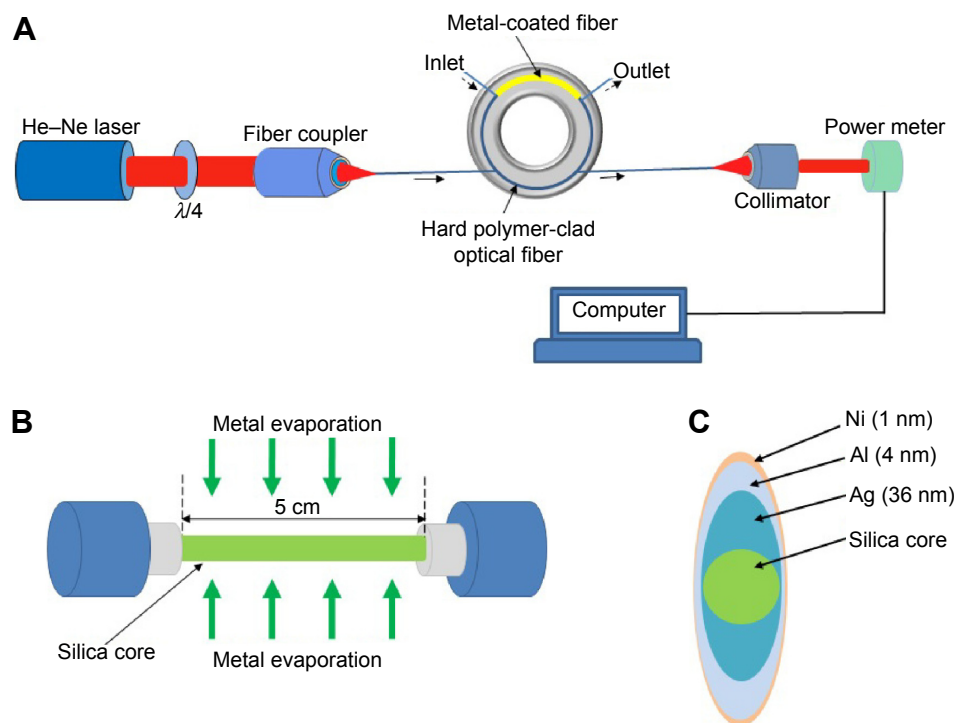 A
Metal-coated fiber
Inlet
Outlet
He–Ne laser
Fiber coupler
Power meter
λ/4
Collimator
Hard polymer-clad
optical fiber
Computer
B
Metal evaporation
5 cm
Silica core
Metal evaporation
C
Ni (1 nm)
Al (4 nm)
Ag (36 nm)
Silica core